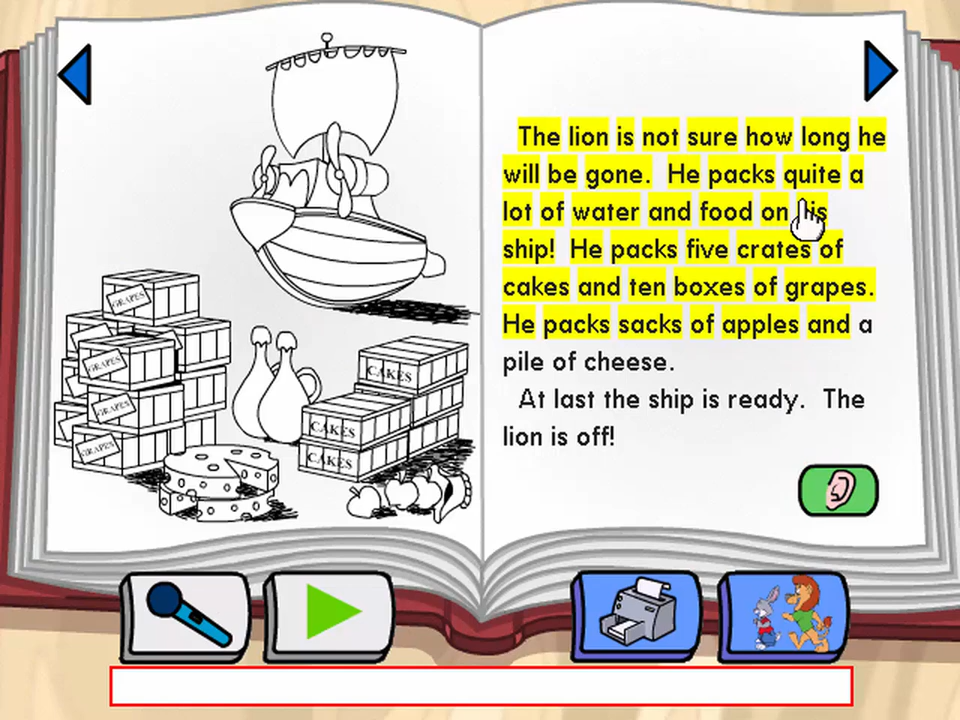 The lion is not sure how long he
will be gone. He packs quite a
lot of water and food on his
ship! He packs five crates of
cakes and ten boxes of grapes.
He packs sacks of apples and a
pile of cheese.
At last the ship is ready. The
lion is off!
GRAPES
GRAPES
GRAPES
GRAPES
CAKES
CAKES
CAKES